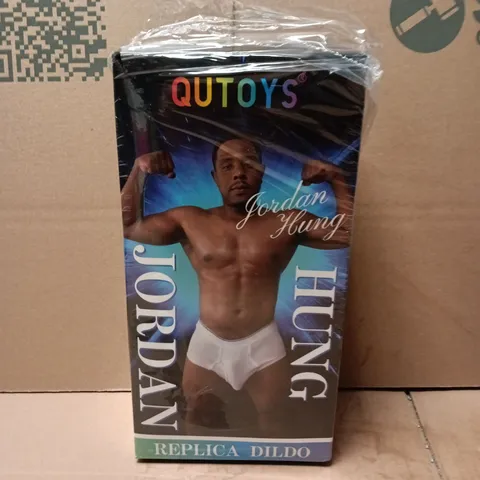 QUTOYS®
Jordan
Hung
JORDAN
HUNG
REPLICA DILDO